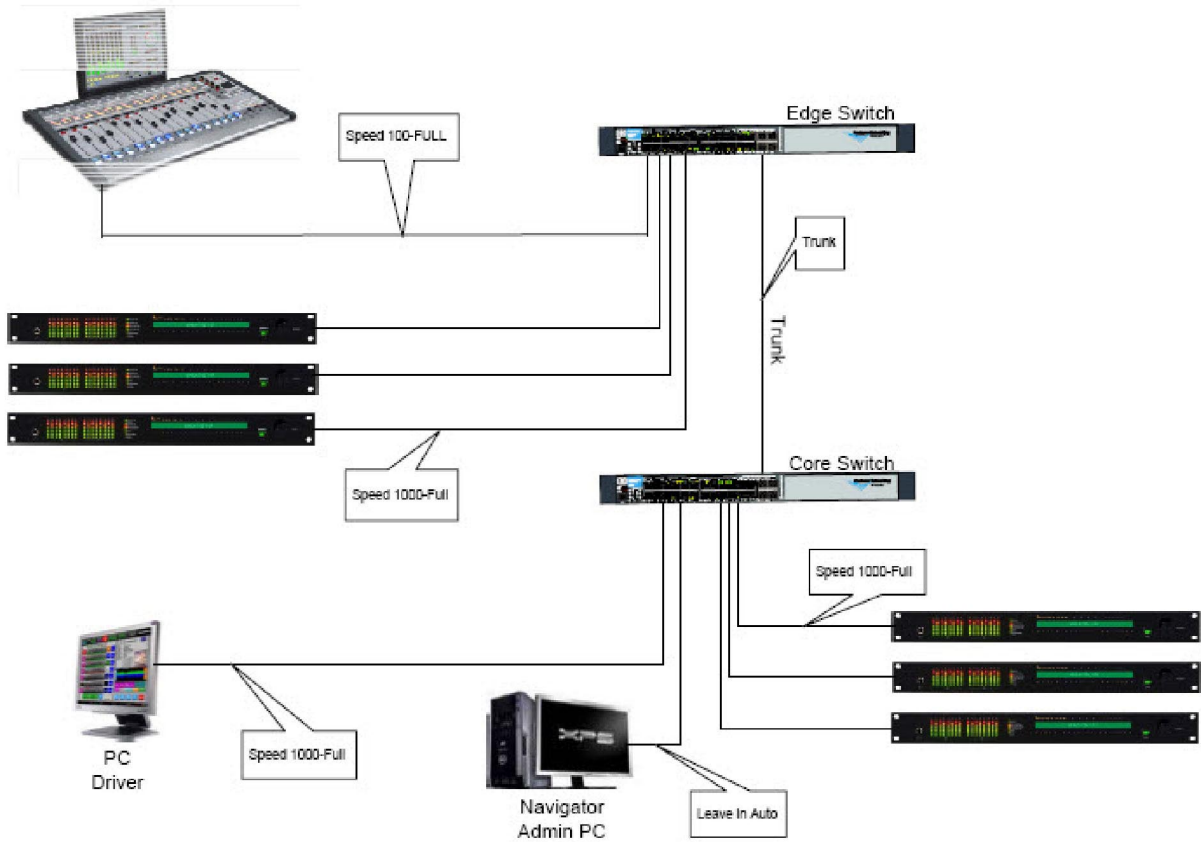 Edge Switch
Speed 100-FULL
Trunk
Trunk
Core Switch
Speed 1000-Full
Speed 1000-Full
PC
Driver
Speed 1000-Full
XPS
Navigator
Admin PC
Leave In Auto